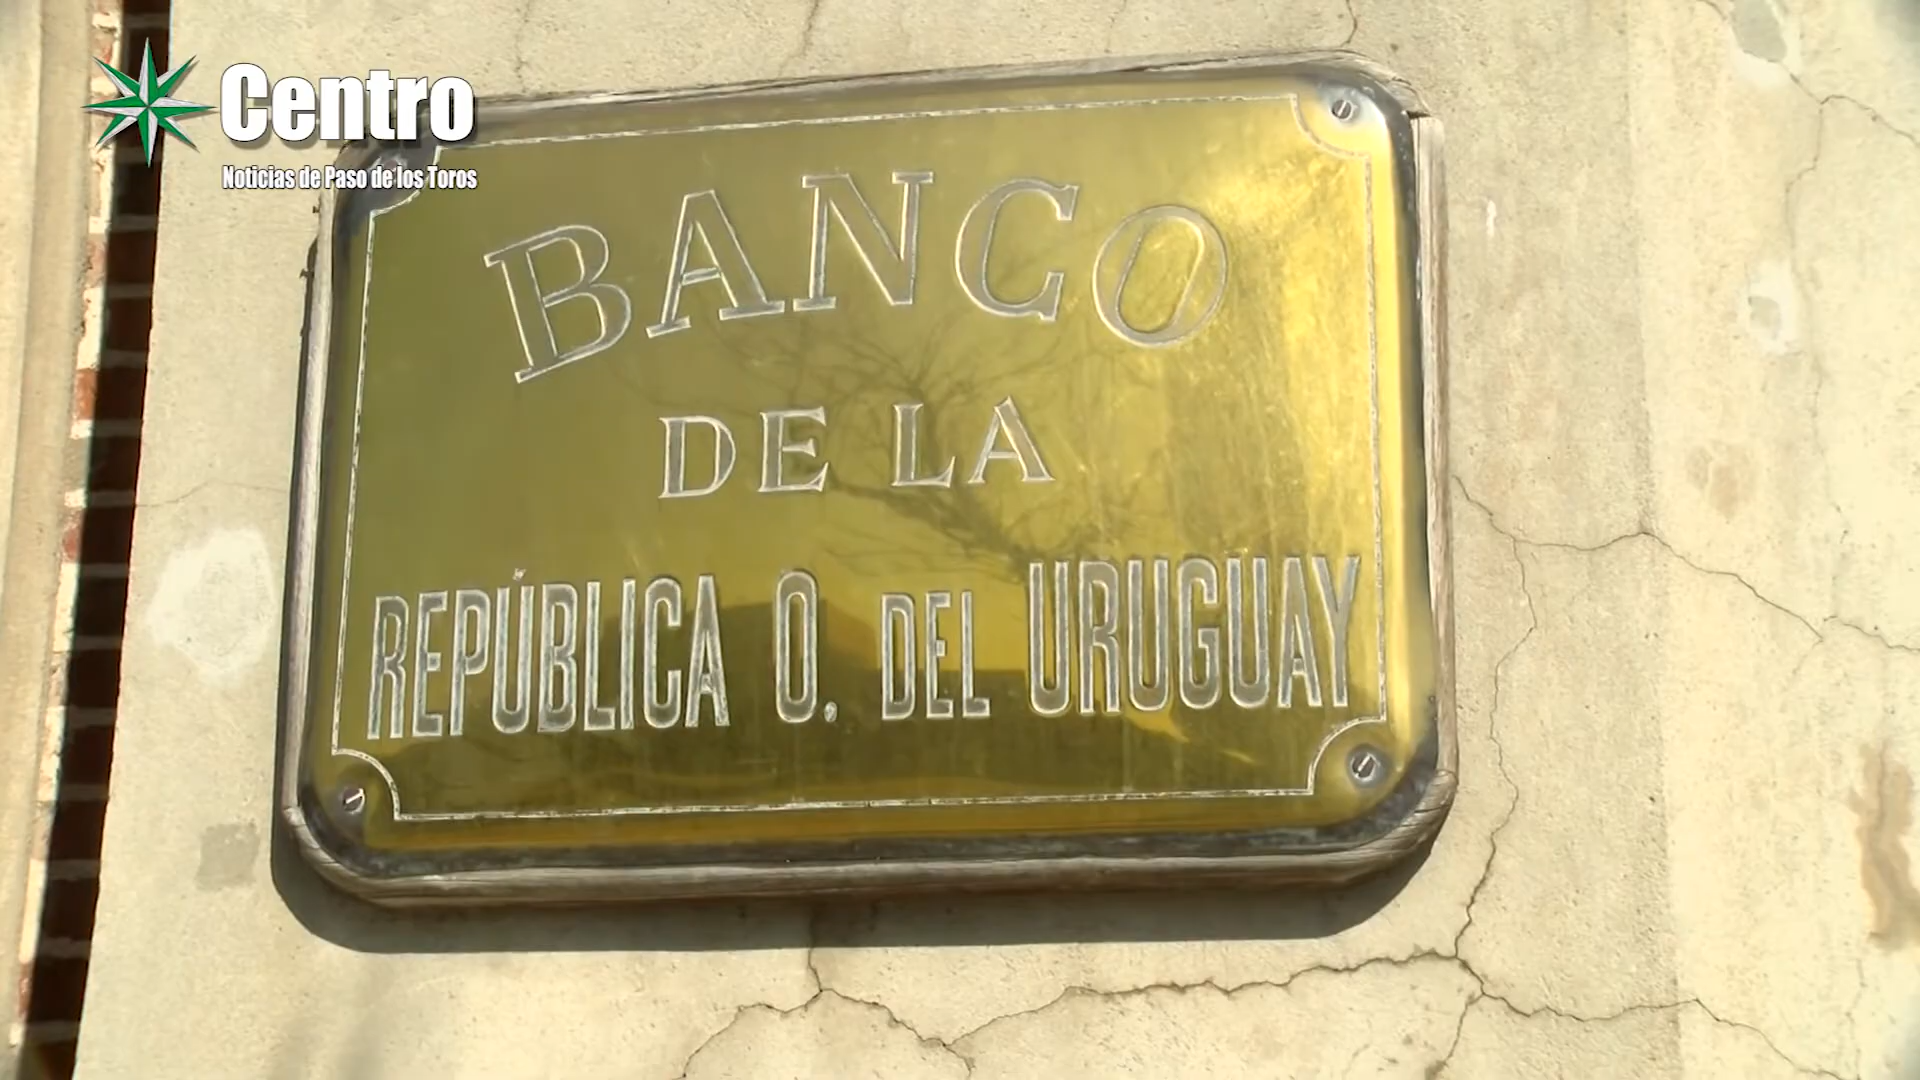 Centro
Noticias de Paso de los Toros
BANCO
DE LA
REPÚBLICA O. DEL URUGUAY